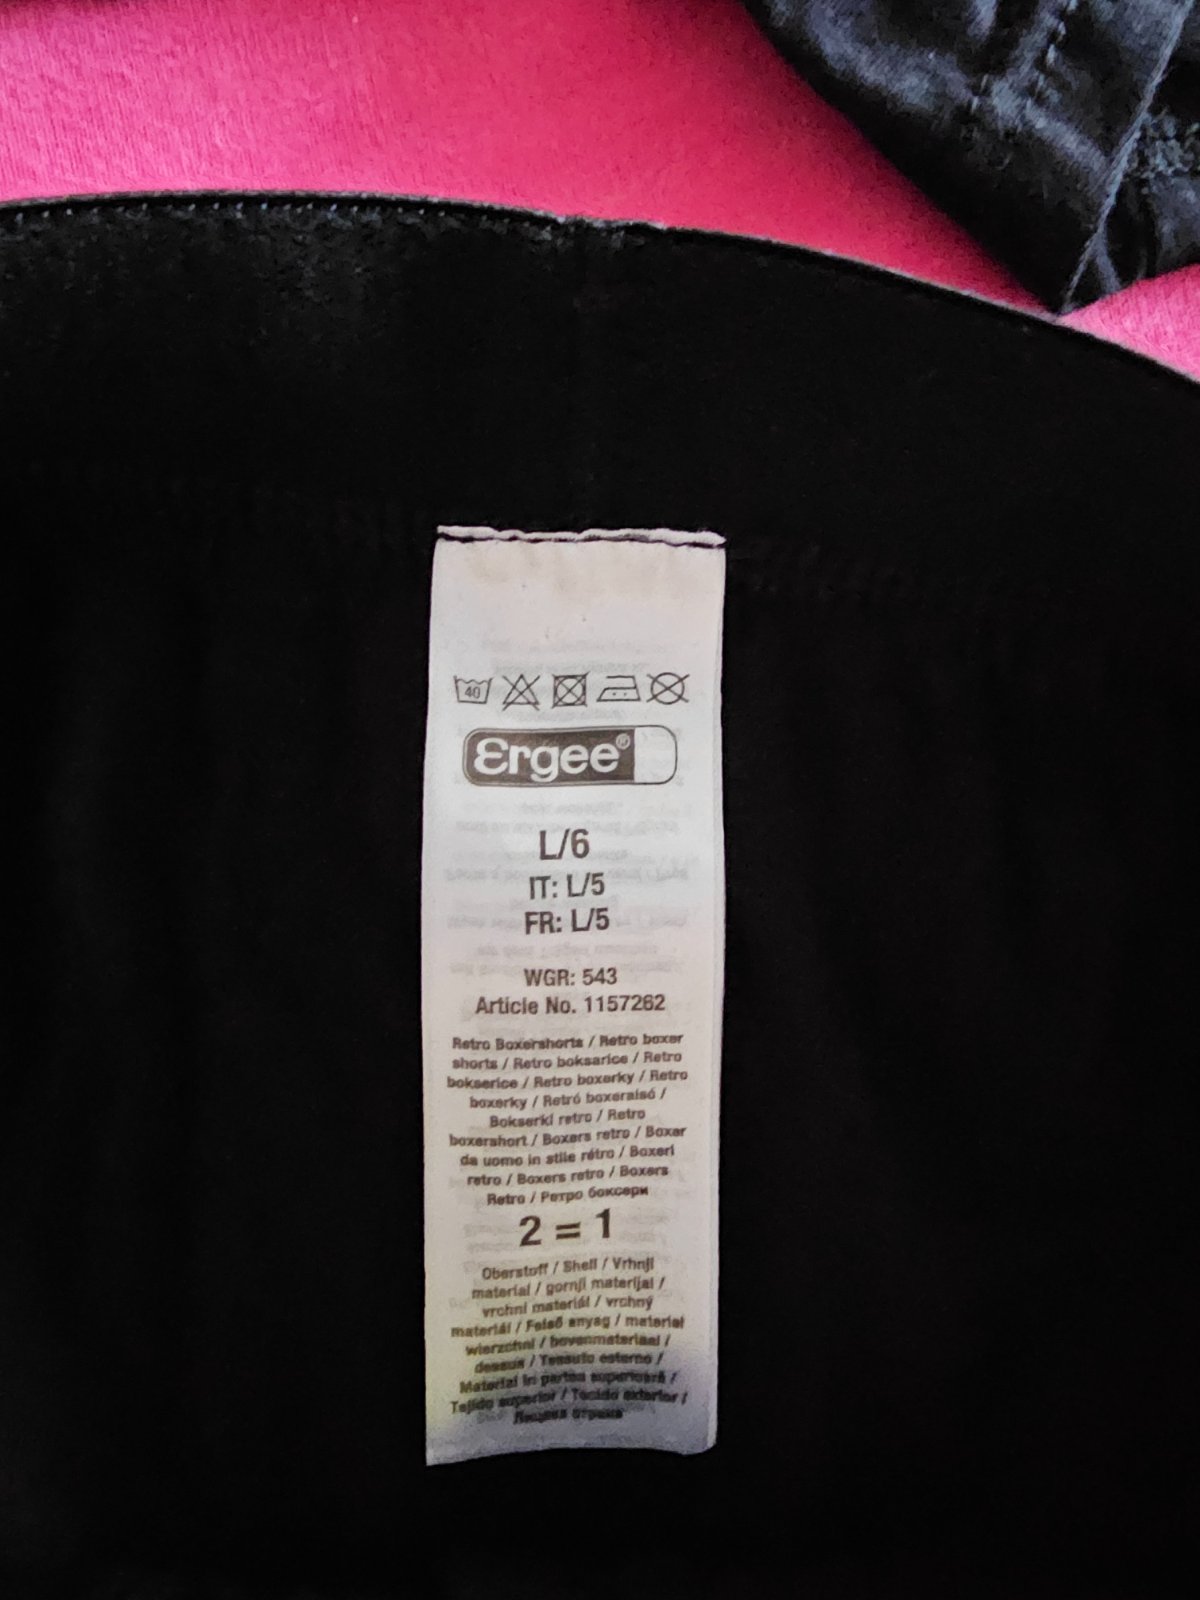 40
Ergee®
L/6
IT: L/5
FR: L/5
WGR: 543
Article No. 1157262
Retro Boxershorts / Retro boxer
shorts / Retro boksarice / Retro
bokserice / Retro boxerky / Retro
boxerky / Retró boxeralsó /
Bokserki retro / Retro
boxershort / Boxers retro / Boxer
da uomo in stile rétro / Boxeri
retro / Boxers retro / Boxers
Retro / Ретро боксери
2 = 1
Oberstoff / Shell / Vrhnji
material / gornji materijal /
vrchní materiál / vrchný
materiál / Felső anyag / materiał
wierzchni / bovenmateriaal /
dessus / Tessuto esterno /
Material în partea superioară /
Tejido superior / Tecido exterior /
Лицева страна